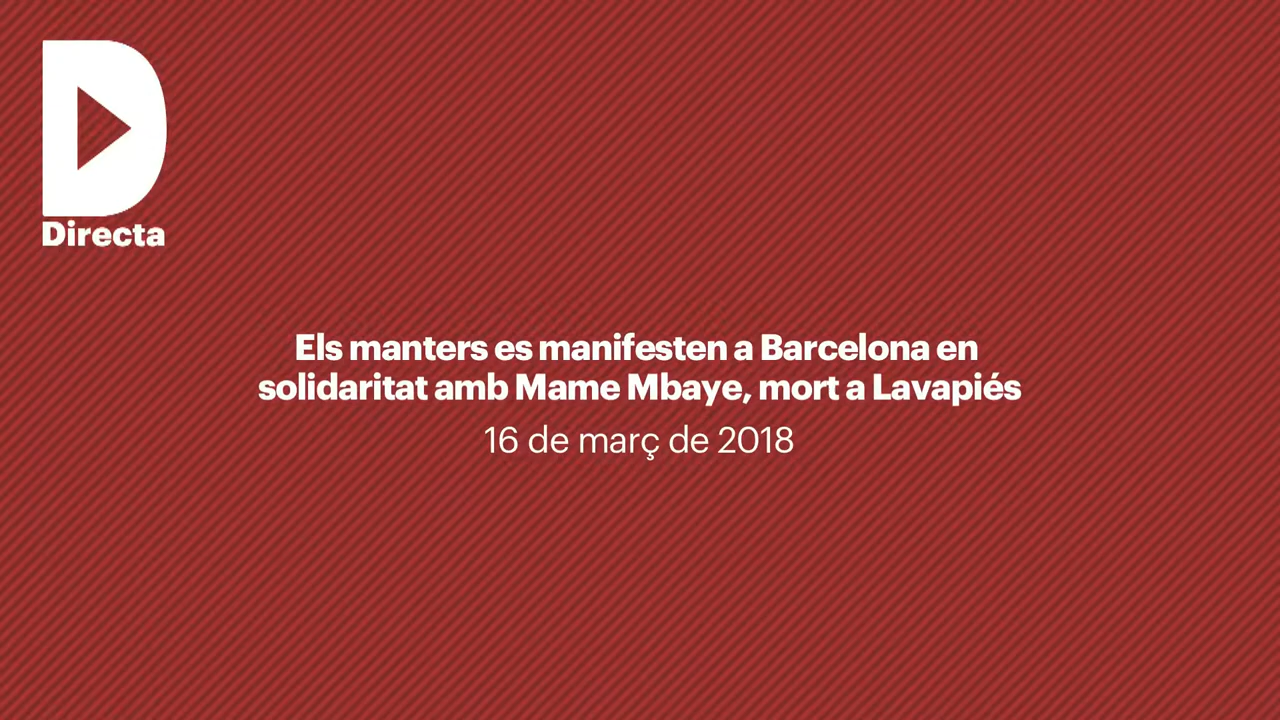 Directa
Els manters es manifesten a Barcelona en
solidaritat amb Mame Mbaye, mort a Lavapiés
16 de març de 2018